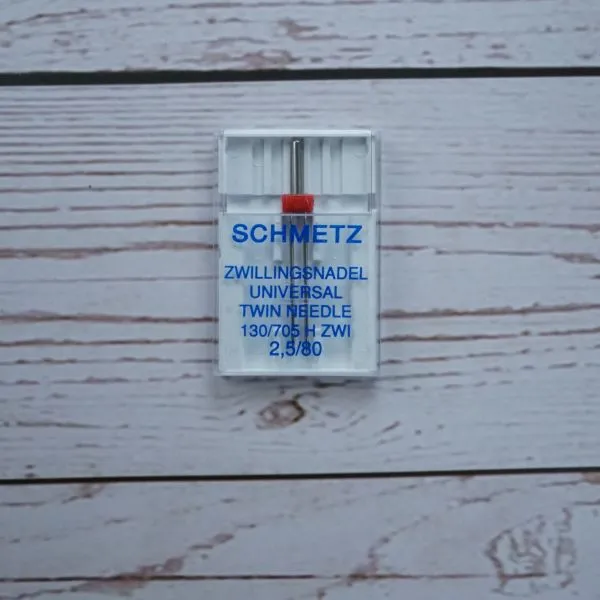 SCHMETZ
ZWILLINGSNADEL
UNIVERSAL
TWIN NEEDLE
130/705 H ZWI
2,5/80